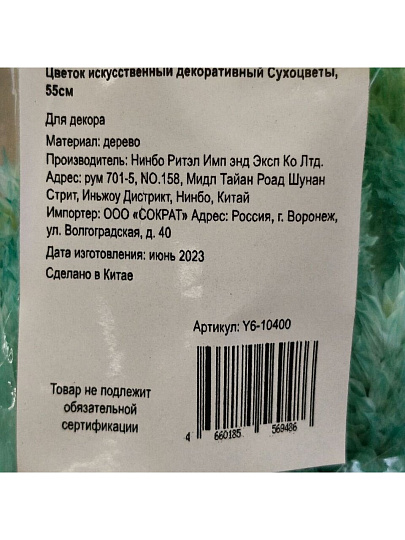 Цветок искусственный декоративный Сухоцветы,
55см
Для декора
Материал: дерево
Производитель: Нинбо Ритэл Имп энд Эксп Ко Лтд.
Адрес: рум 701-5, NO.158, Мидл Тайан Роад Шунан
Стрит, Иньжоу Дистрикт, Нинбо, Китай
Импортер: ООО «СОКРАТ» Адрес: Россия, г. Воронеж,
ул. Волгоградская, д. 40
Дата изготовления: июнь 2023
Сделано в Китае
Артикул: Y6-10400
Товар не подлежит
обязательной
сертификации
4 660185 569486